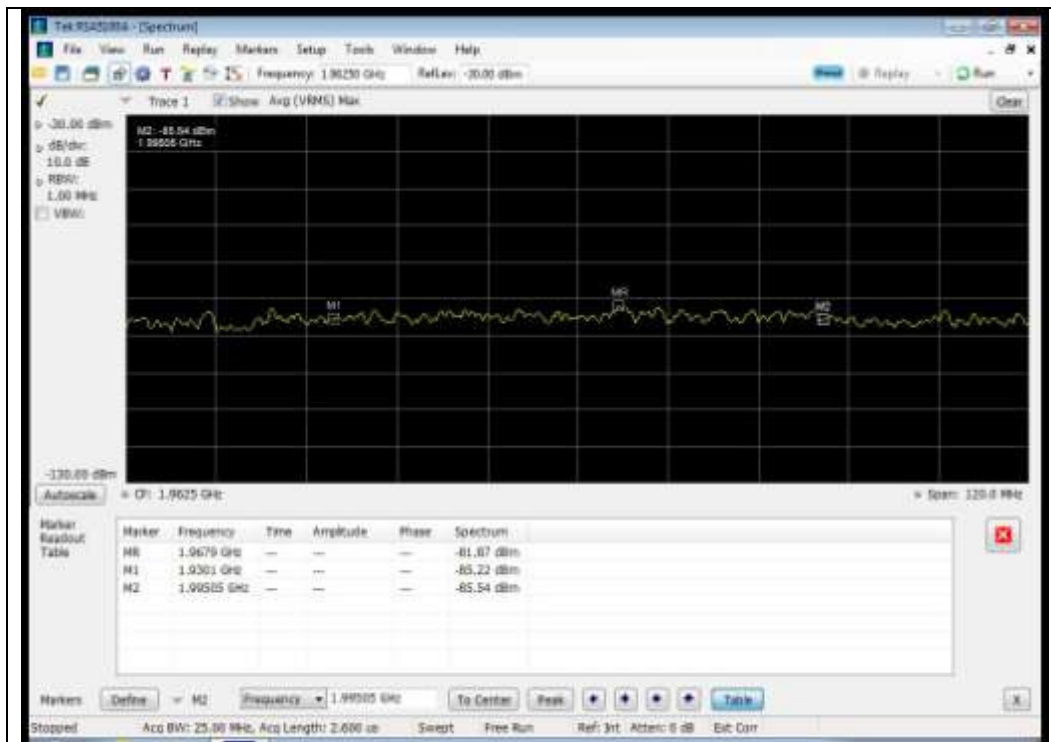 Tek RSA5100A - [Spectrum]
File View Run Replay Markers Setup Tools Window Help
Frequency: 1.96250 GHz RefLev: -30.00 dBm Replay Run
Trace 1 Show Avg (VRMS) Max Clear
-30.00 dBm
dB/div:
10.0 dB
RBW:
1.00 MHz
VBW:
M2: -85.54 dBm
1.99505 GHz
M1
MR
M2
-130.00 dBm
Autoscale CF: 1.9625 GHz Span: 120.0 MHz
Marker Readout Table
Marker Frequency Time Amplitude Phase Spectrum
MR 1.9679 GHz --- --- --- -81.87 dBm
M1 1.9301 GHz --- --- --- -85.22 dBm
M2 1.99505 GHz --- --- --- -85.54 dBm
Markers Define M2 Frequency 1.99505 GHz To Center Peak Table X
Stopped Acq BW: 25.00 MHz, Acq Length: 2.600 us Swept Free Run Ref: Int Atten: 0 dB Ext Corr